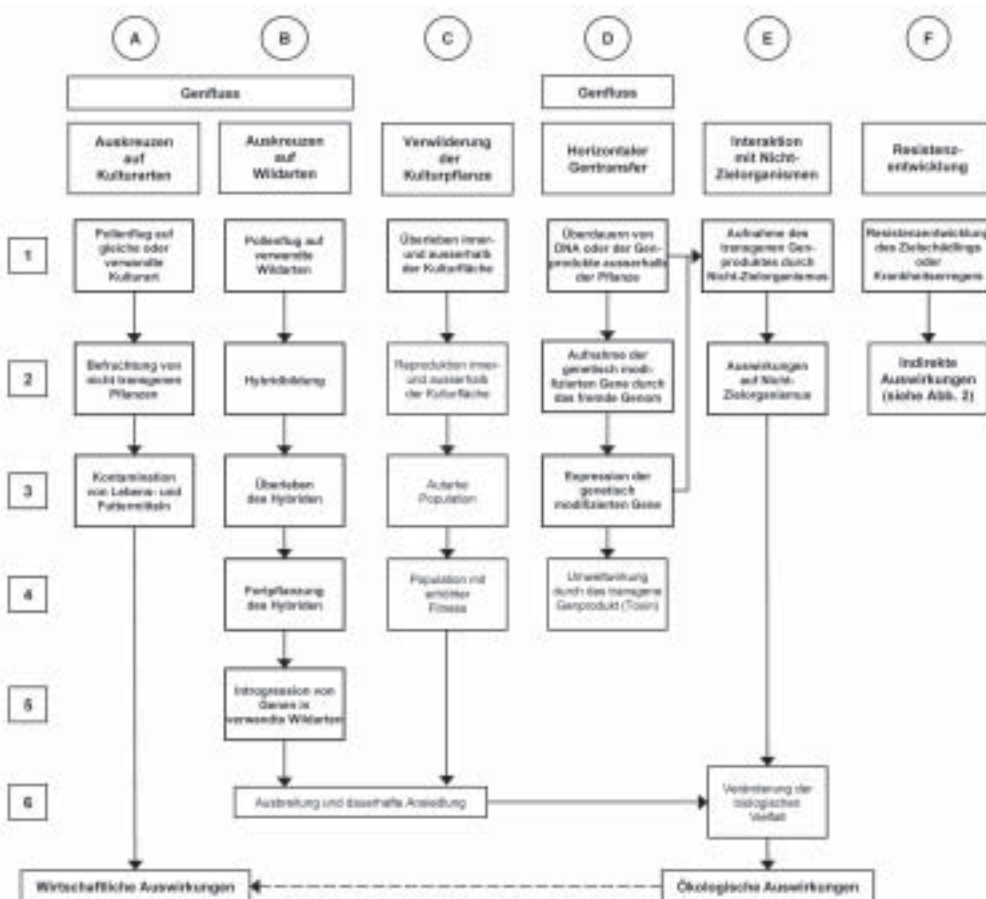 A
B
C
D
E
F
Genfluss
Genfluss
Auskreuzen
auf
Kulturarten
Auskreuzen
auf
Wildarten
Verwilderung
der
Kulturpflanze
Horizontaler
Gentransfer
Interaktion
mit Nicht-
Zielorganismen
Resistenz-
entwicklung
1
Pollenflug auf
gleiche oder
verwandte
Kulturart
Pollenflug auf
verwandte
Wildarten
Überleben inner-
und ausserhalb
der Kulturfläche
Überdauern von
DNA oder der Gen-
produkte ausserhalb
der Pflanze
Aufnahme des
transgenen Gen-
produktes durch
Nicht-Zielorganismus
Resistenzentwicklung
des Zielschädlings
oder
Krankheitserregers
2
Befruchtung von
nicht transgenen
Pflanzen
Hybridbildung
Reproduktion inner-
und ausserhalb
der Kulturfläche
Aufnahme der
genetisch modi-
fizierten Gene durch
das fremde Genom
Auswirkungen
auf Nicht-
Zielorganismus
Indirekte
Auswirkungen
(siehe Abb. 2)
3
Kontamination
von Lebens- und
Futtermitteln
Überleben
des Hybriden
Autarke
Population
Expression der
genetisch
modifizierten Gene
4
Fortpflanzung
des Hybriden
Population mit
erhöhter
Fitness
Umweltwirkung
durch das transgene
Genprodukt (Toxin)
5
Introgression von
Genen in
verwandte Wildarten
6
Ausbreitung und dauerhafte Ansiedlung
Veränderung der
biologischen
Vielfalt
Wirtschaftliche Auswirkungen
Ökologische Auswirkungen